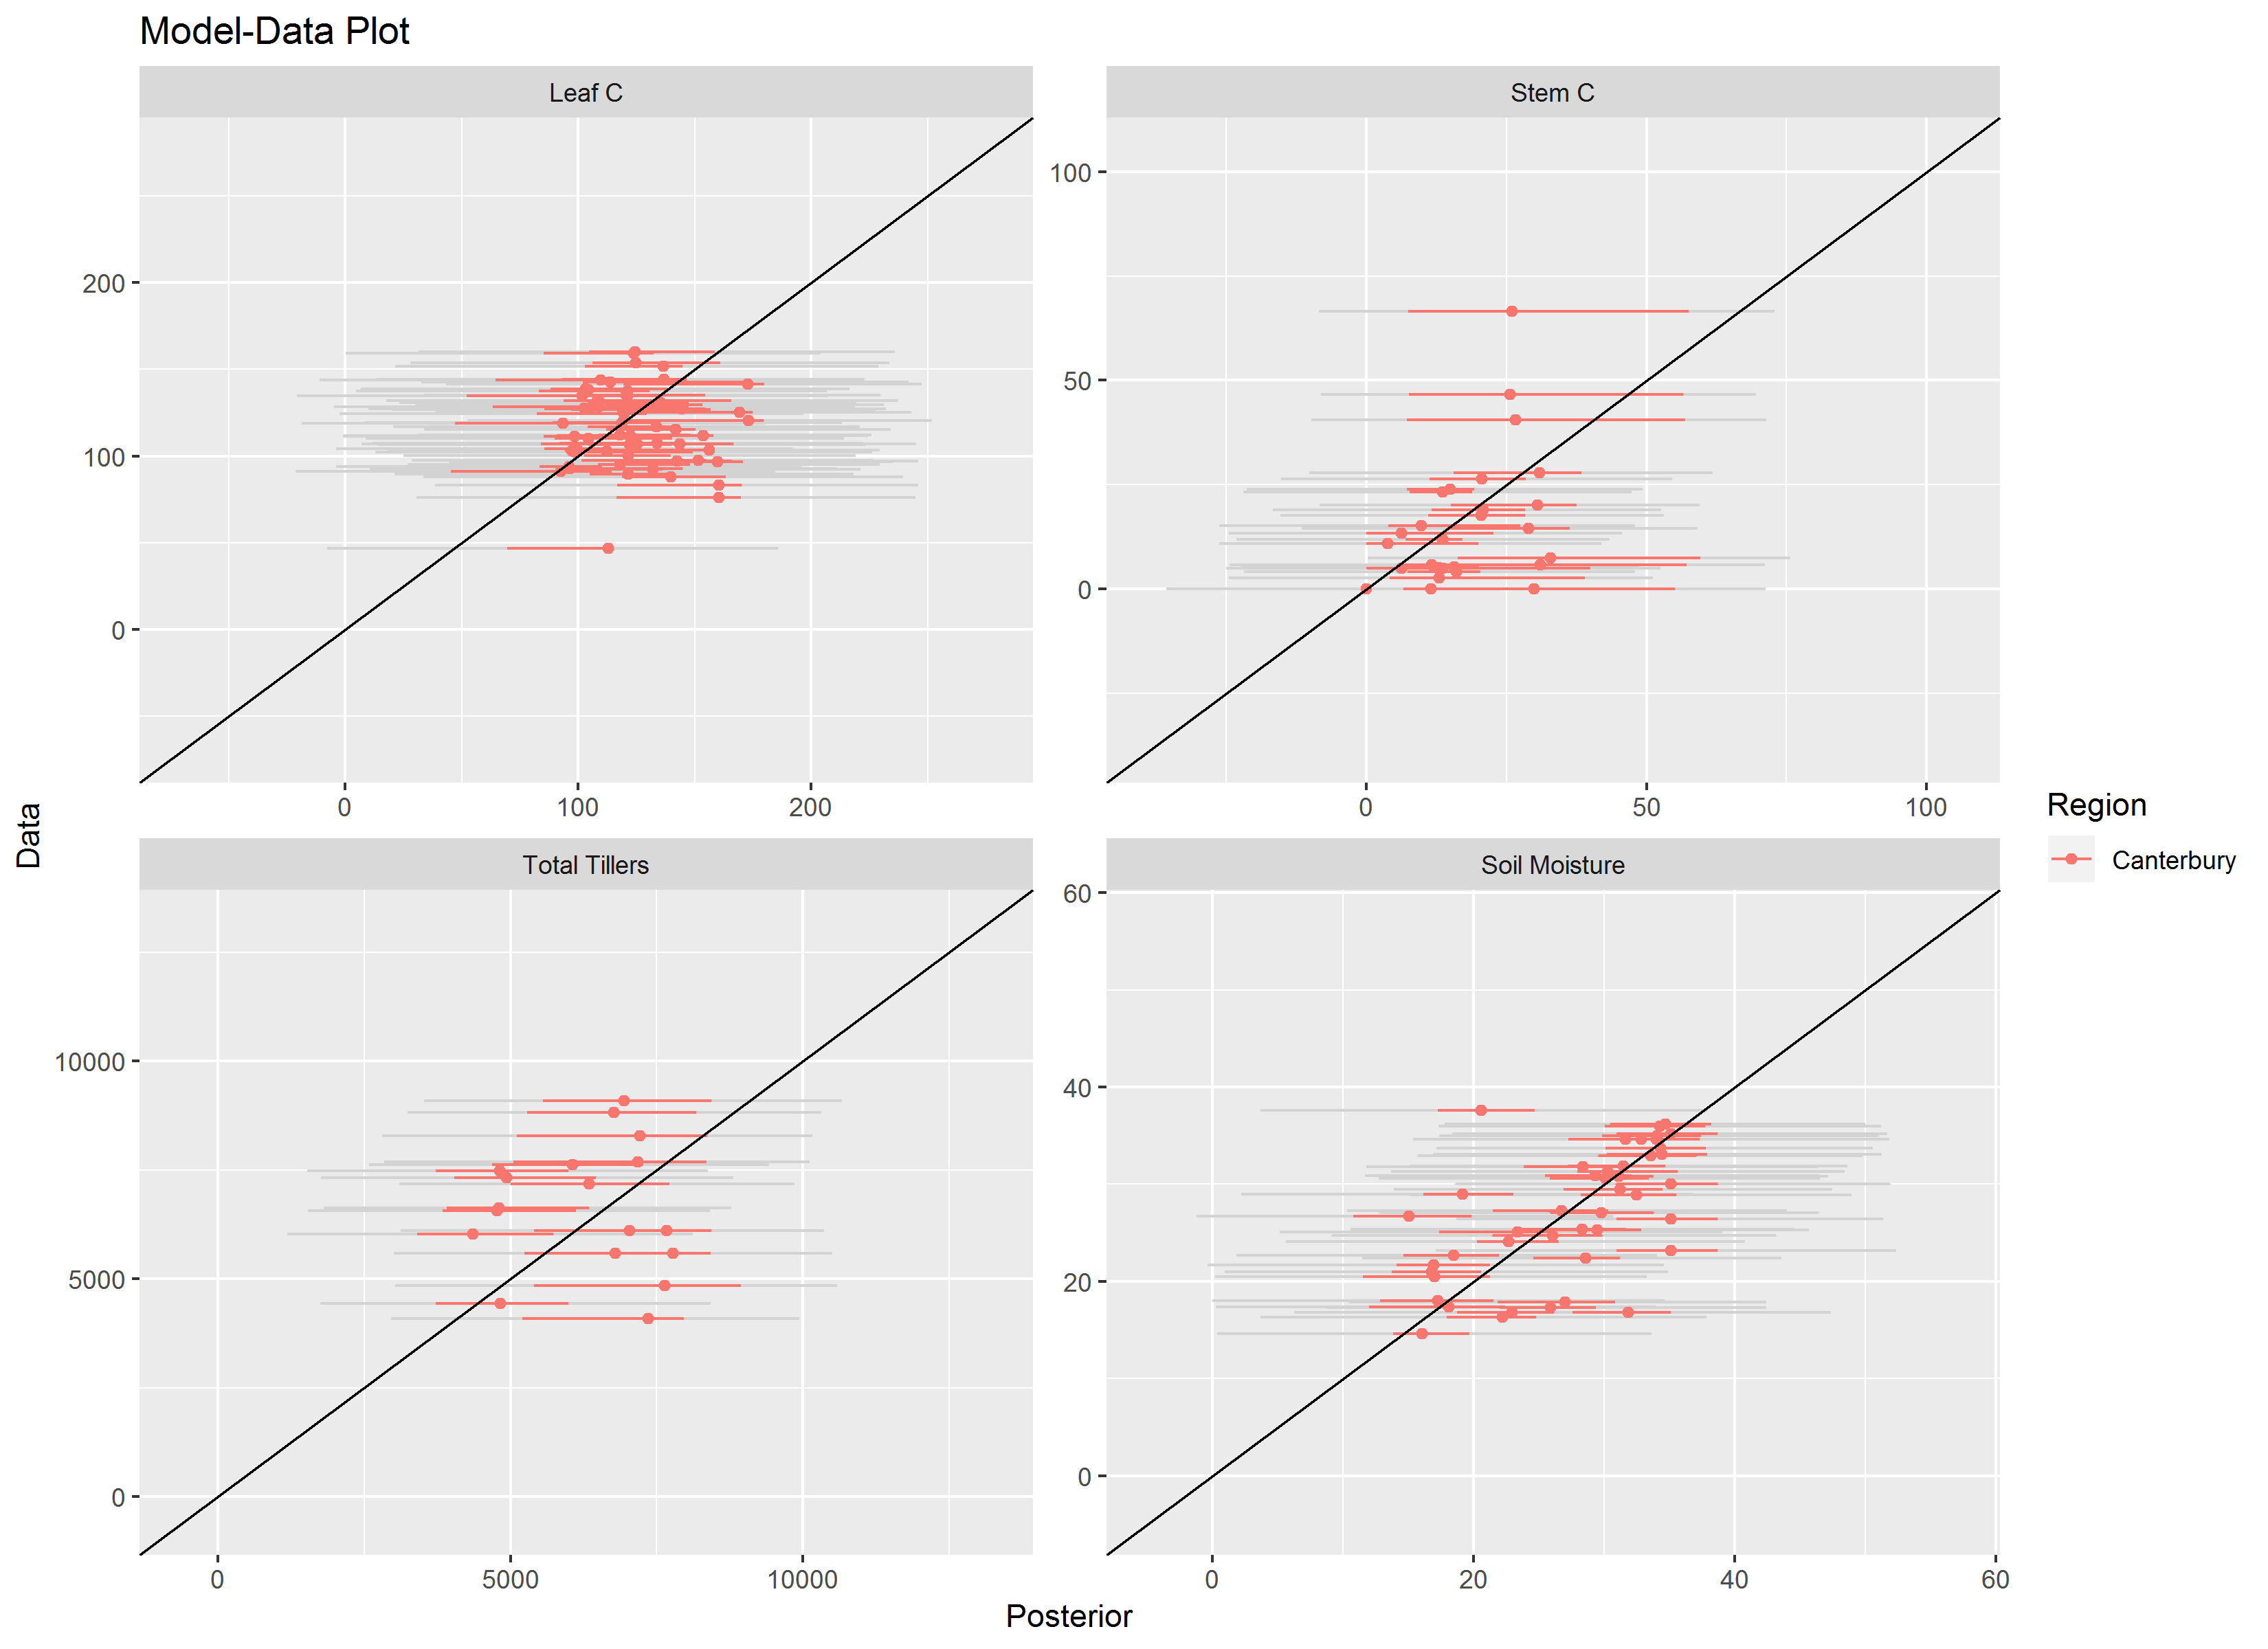 Model-Data Plot
Leaf C
Stem C
200
100
0
0
100
200
100
50
0
0
50
100
Data
Total Tillers
Soil Moisture
10000
5000
0
0
5000
10000
60
40
20
0
0
20
40
60
Posterior
Region
Canterbury